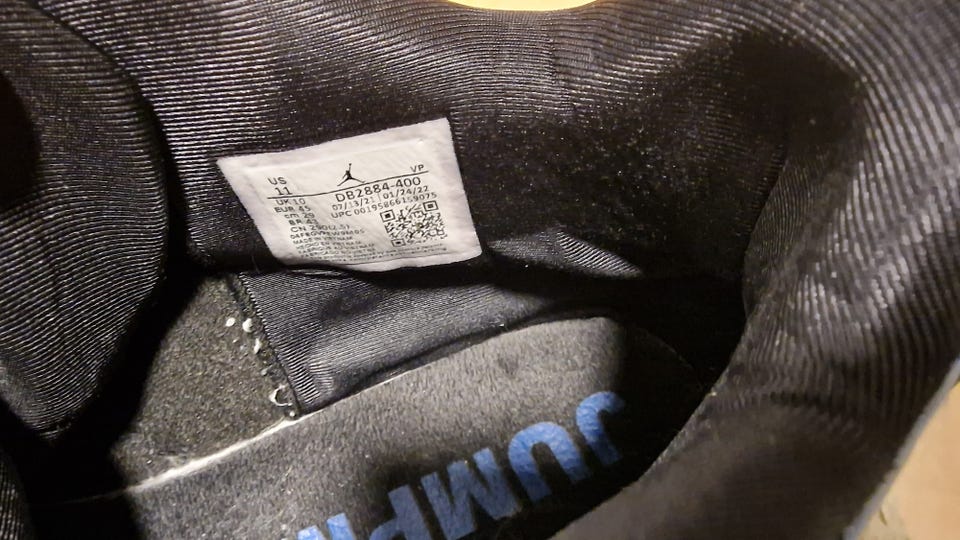 US
11
VP
UK 10
EUR 45
cm 29
BR 43
CN 290(2.5)
DB2884-400
07/13/21 01/24/22
UPC 00195866159075
MADE IN VIETNAM
JUMP